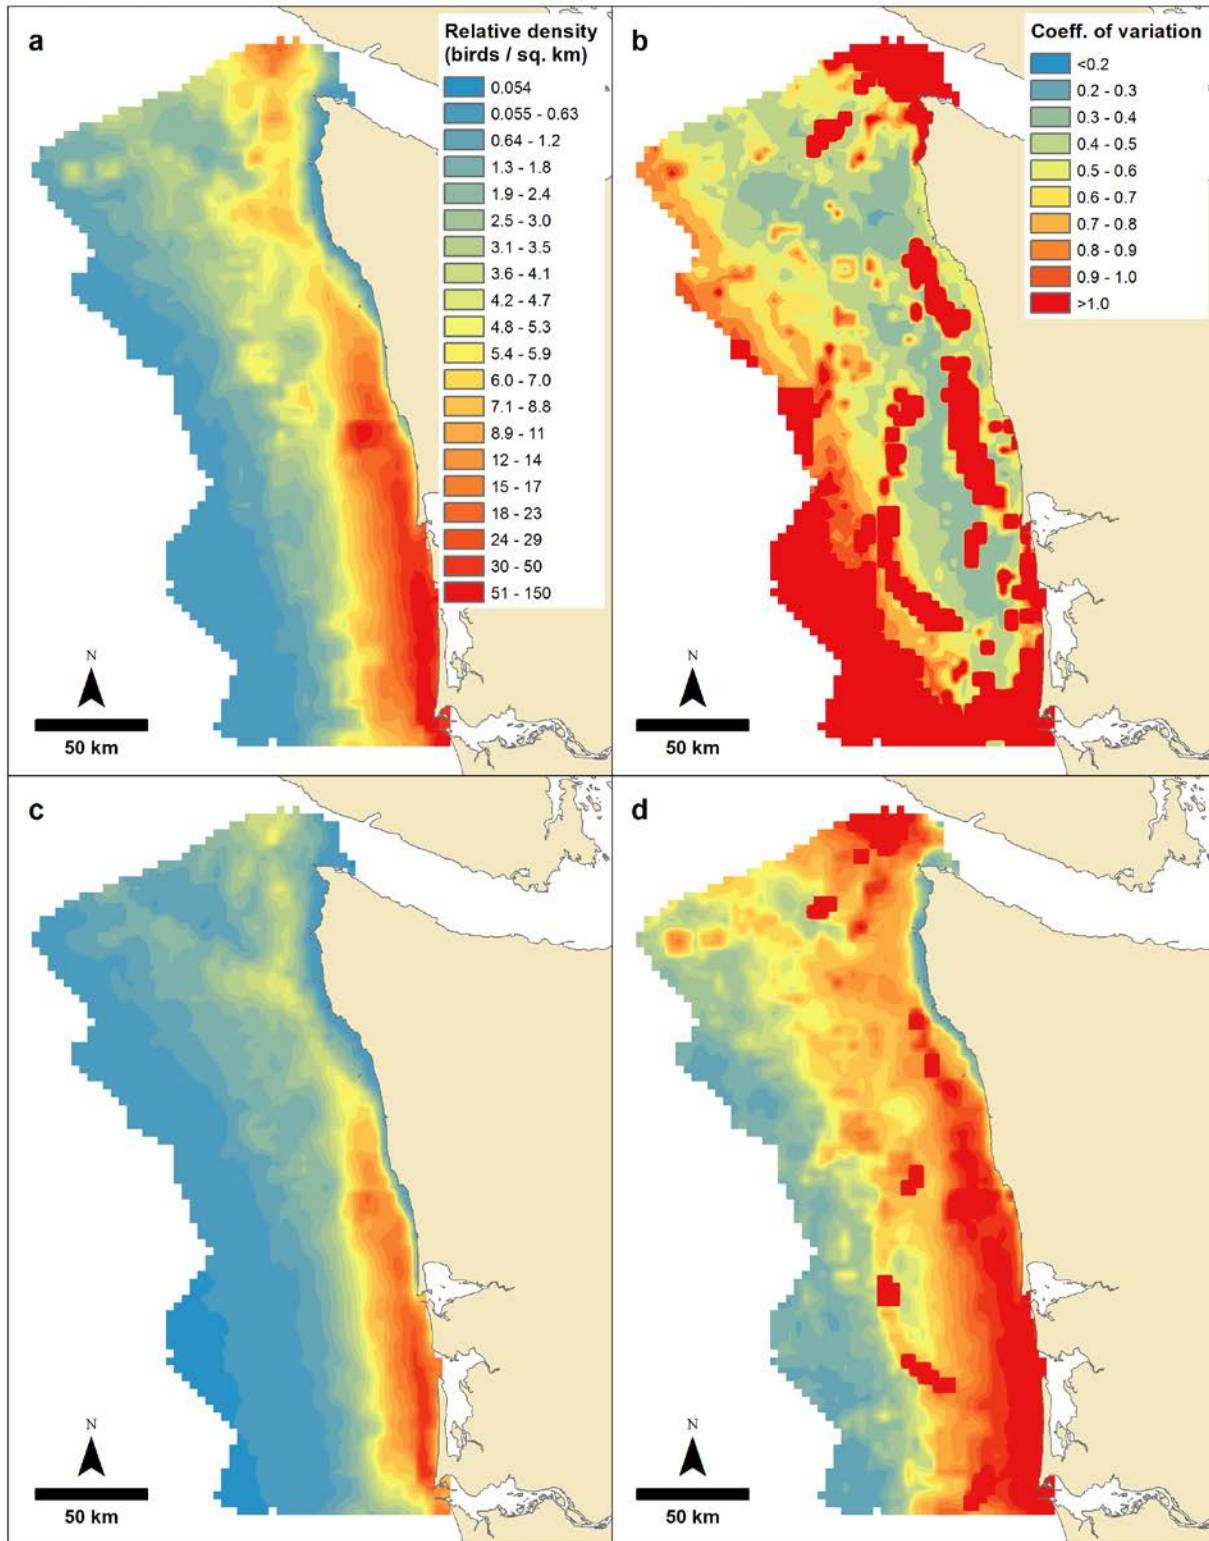 a
Relative density
(birds / sq. km)
0.054
0.055 - 0.63
0.64 - 1.2
1.3 - 1.8
1.9 - 2.4
2.5 - 3.0
3.1 - 3.5
3.6 - 4.1
4.2 - 4.7
4.8 - 5.3
5.4 - 5.9
6.0 - 7.0
7.1 - 8.8
8.9 - 11
12 - 14
15 - 17
18 - 23
24 - 29
30 - 50
51 - 150
N
50 km
b
Coeff. of variation
<0.2
0.2 - 0.3
0.3 - 0.4
0.4 - 0.5
0.5 - 0.6
0.6 - 0.7
0.7 - 0.8
0.8 - 0.9
0.9 - 1.0
>1.0
N
50 km
c
N
50 km
d
N
50 km